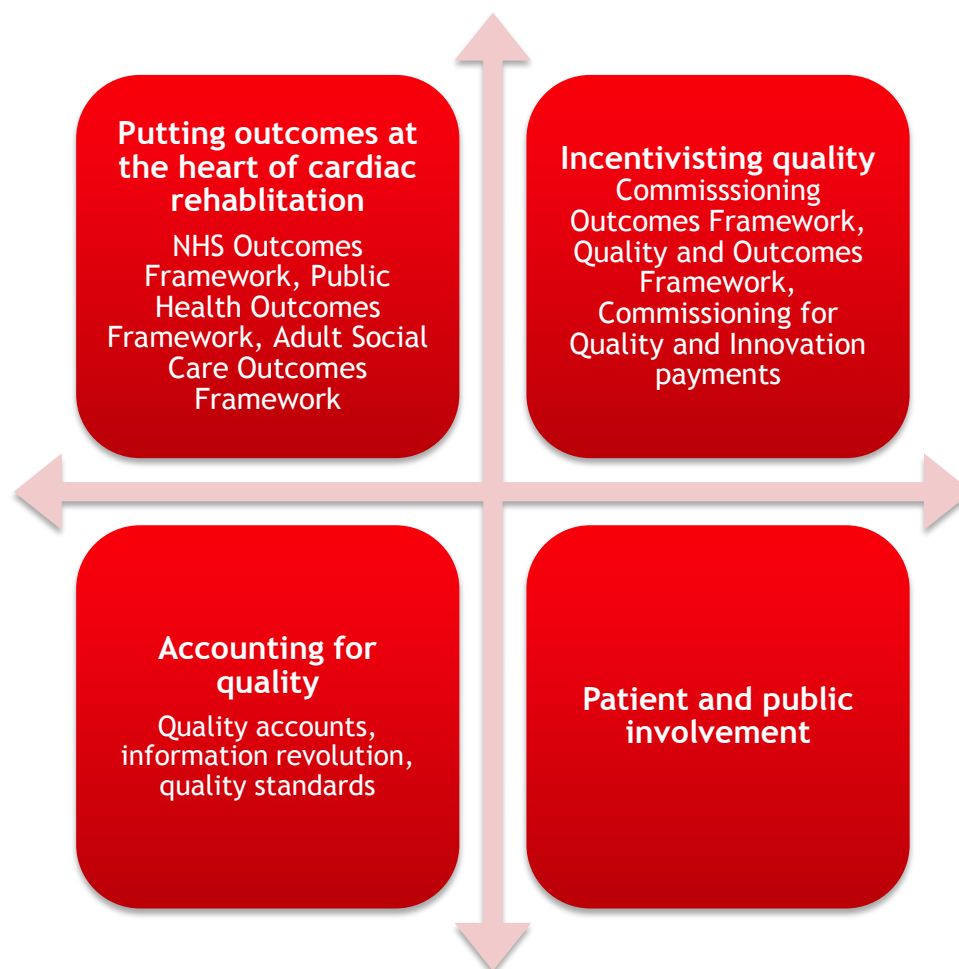 Putting outcomes at
the heart of cardiac
rehablitation
NHS Outcomes
Framework, Public
Health Outcomes
Framework, Adult Social
Care Outcomes
Framework
Incentivisting quality
Commisssioning
Outcomes Framework,
Quality and Outcomes
Framework,
Commissioning for
Quality and Innovation
payments
Accounting for
quality
Quality accounts,
information revolution,
quality standards
Patient and public
involvement